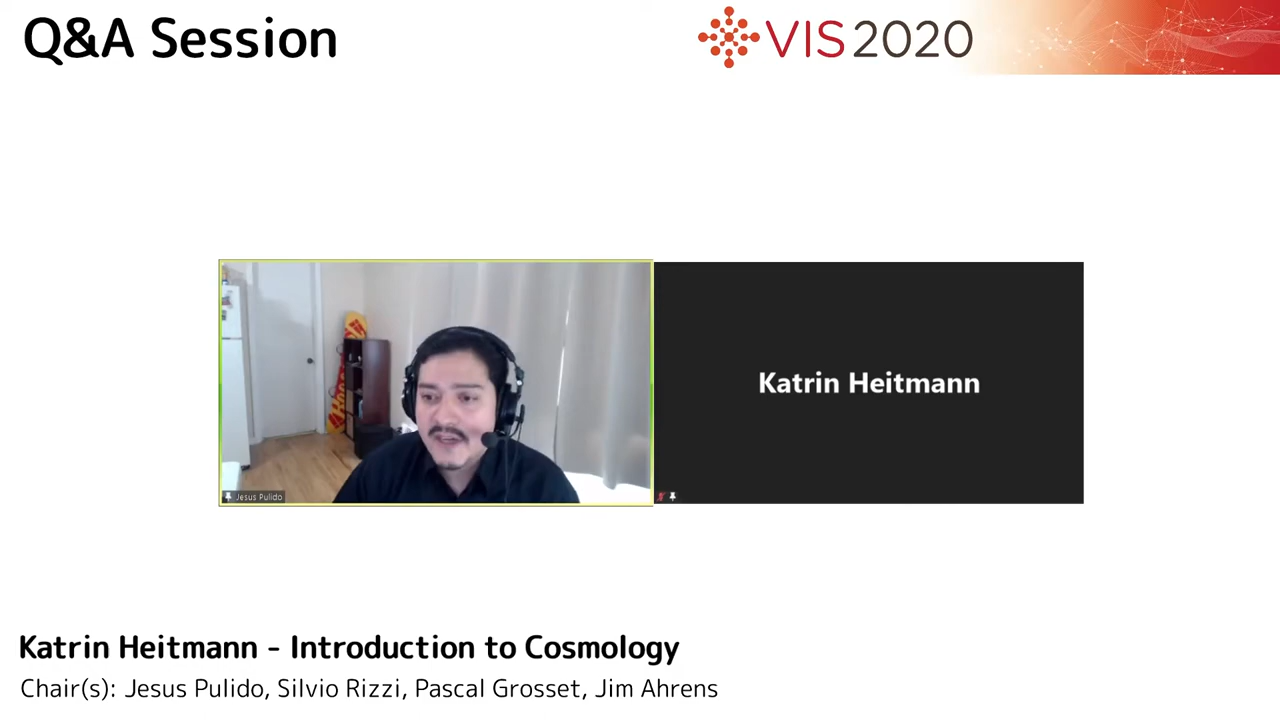 Q&A Session
VIS2020
Katrin Heitmann
Jesus Pulido
Katrin Heitmann - Introduction to Cosmology
Chair(s): Jesus Pulido, Silvio Rizzi, Pascal Grosset, Jim Ahrens